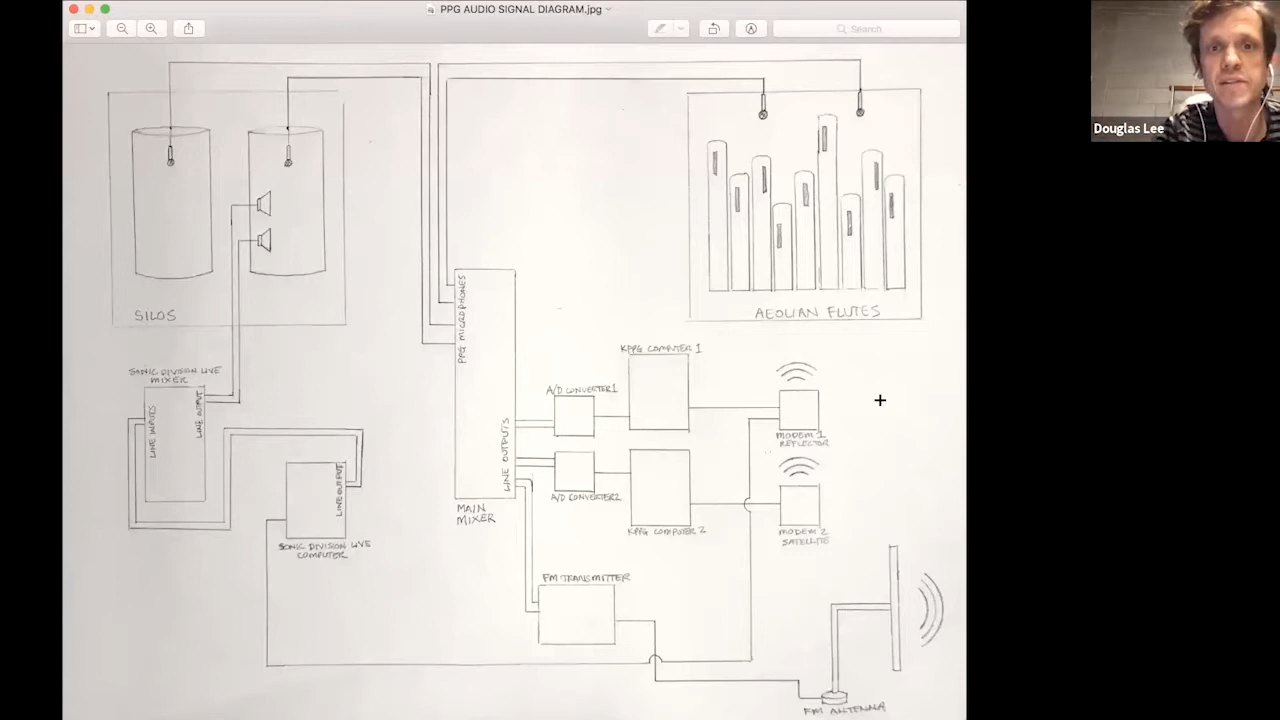 PPG AUDIO SIGNAL DIAGRAM.jpg
Search
Douglas Lee
SILOS
AEOLIAN FLUTES
PPG MICROPHONES
LINE OUTPUTS
MAIN
MIXER
SONIC DIVISION LIVE
MIXER
LINE INPUTS
LINE OUTPUT
LINE OUTPUT
SONIC DIVISION LIVE
COMPUTER
A/D CONVERTER 1
KPPG COMPUTER 1
MODEM 1
REFLECTOR
A/D CONVERTER 2
KPPG COMPUTER 2
MODEM 2
SATELLITE
FM TRANSMITTER
FM ANTENNA